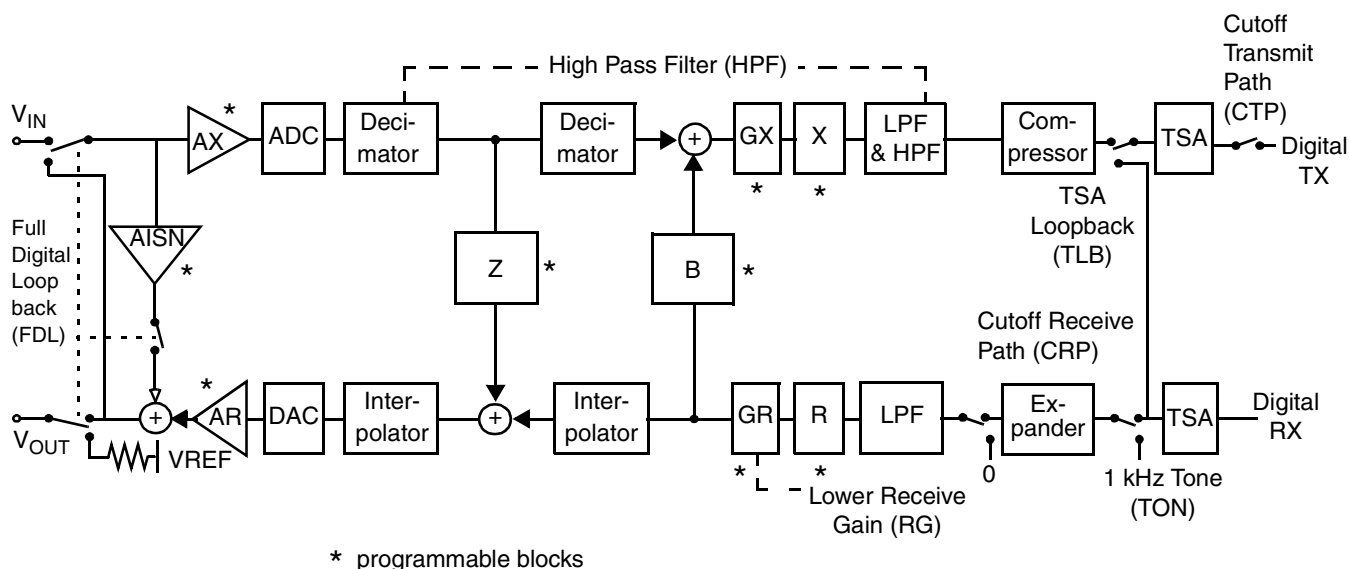 Cutoff
Transmit
Path
(CTP)
High Pass Filter (HPF)
VIN
*
AX
ADC
Deci-
mator
Deci-
mator
+
GX
X
LPF
& HPF
Com-
pressor
TSA
Digital
TX
*
*
TSA
Loopback
(TLB)
Full
Digital
Loop
back
(FDL)
AISN
*
Z
*
B
*
Cutoff Receive
Path (CRP)
*
VOUT
+
AR
DAC
Inter-
polator
+
Inter-
polator
GR
R
LPF
Ex-
pander
TSA
Digital
RX
VREF
*
*
0
1 kHz Tone
(TON)
Lower Receive
Gain (RG)
* programmable blocks